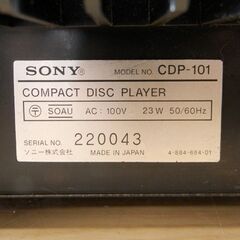 SONY® MODEL NO. CDP-101
COMPACT DISC PLAYER
〒 SOAU AC: 100V 23W 50/60Hz
SERIAL NO. 220043
ソニー株式会社 MADE IN JAPAN 4-884-684-01